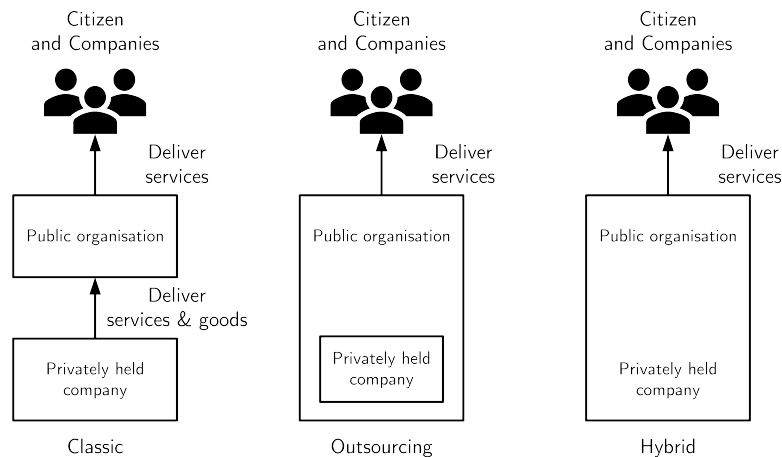 Citizen
and Companies
Deliver
services
Public organisation
Deliver
services & goods
Privately held
company
Classic
Citizen
and Companies
Deliver
services
Public organisation
Privately held
company
Outsourcing
Citizen
and Companies
Deliver
services
Public organisation
Privately held
company
Hybrid